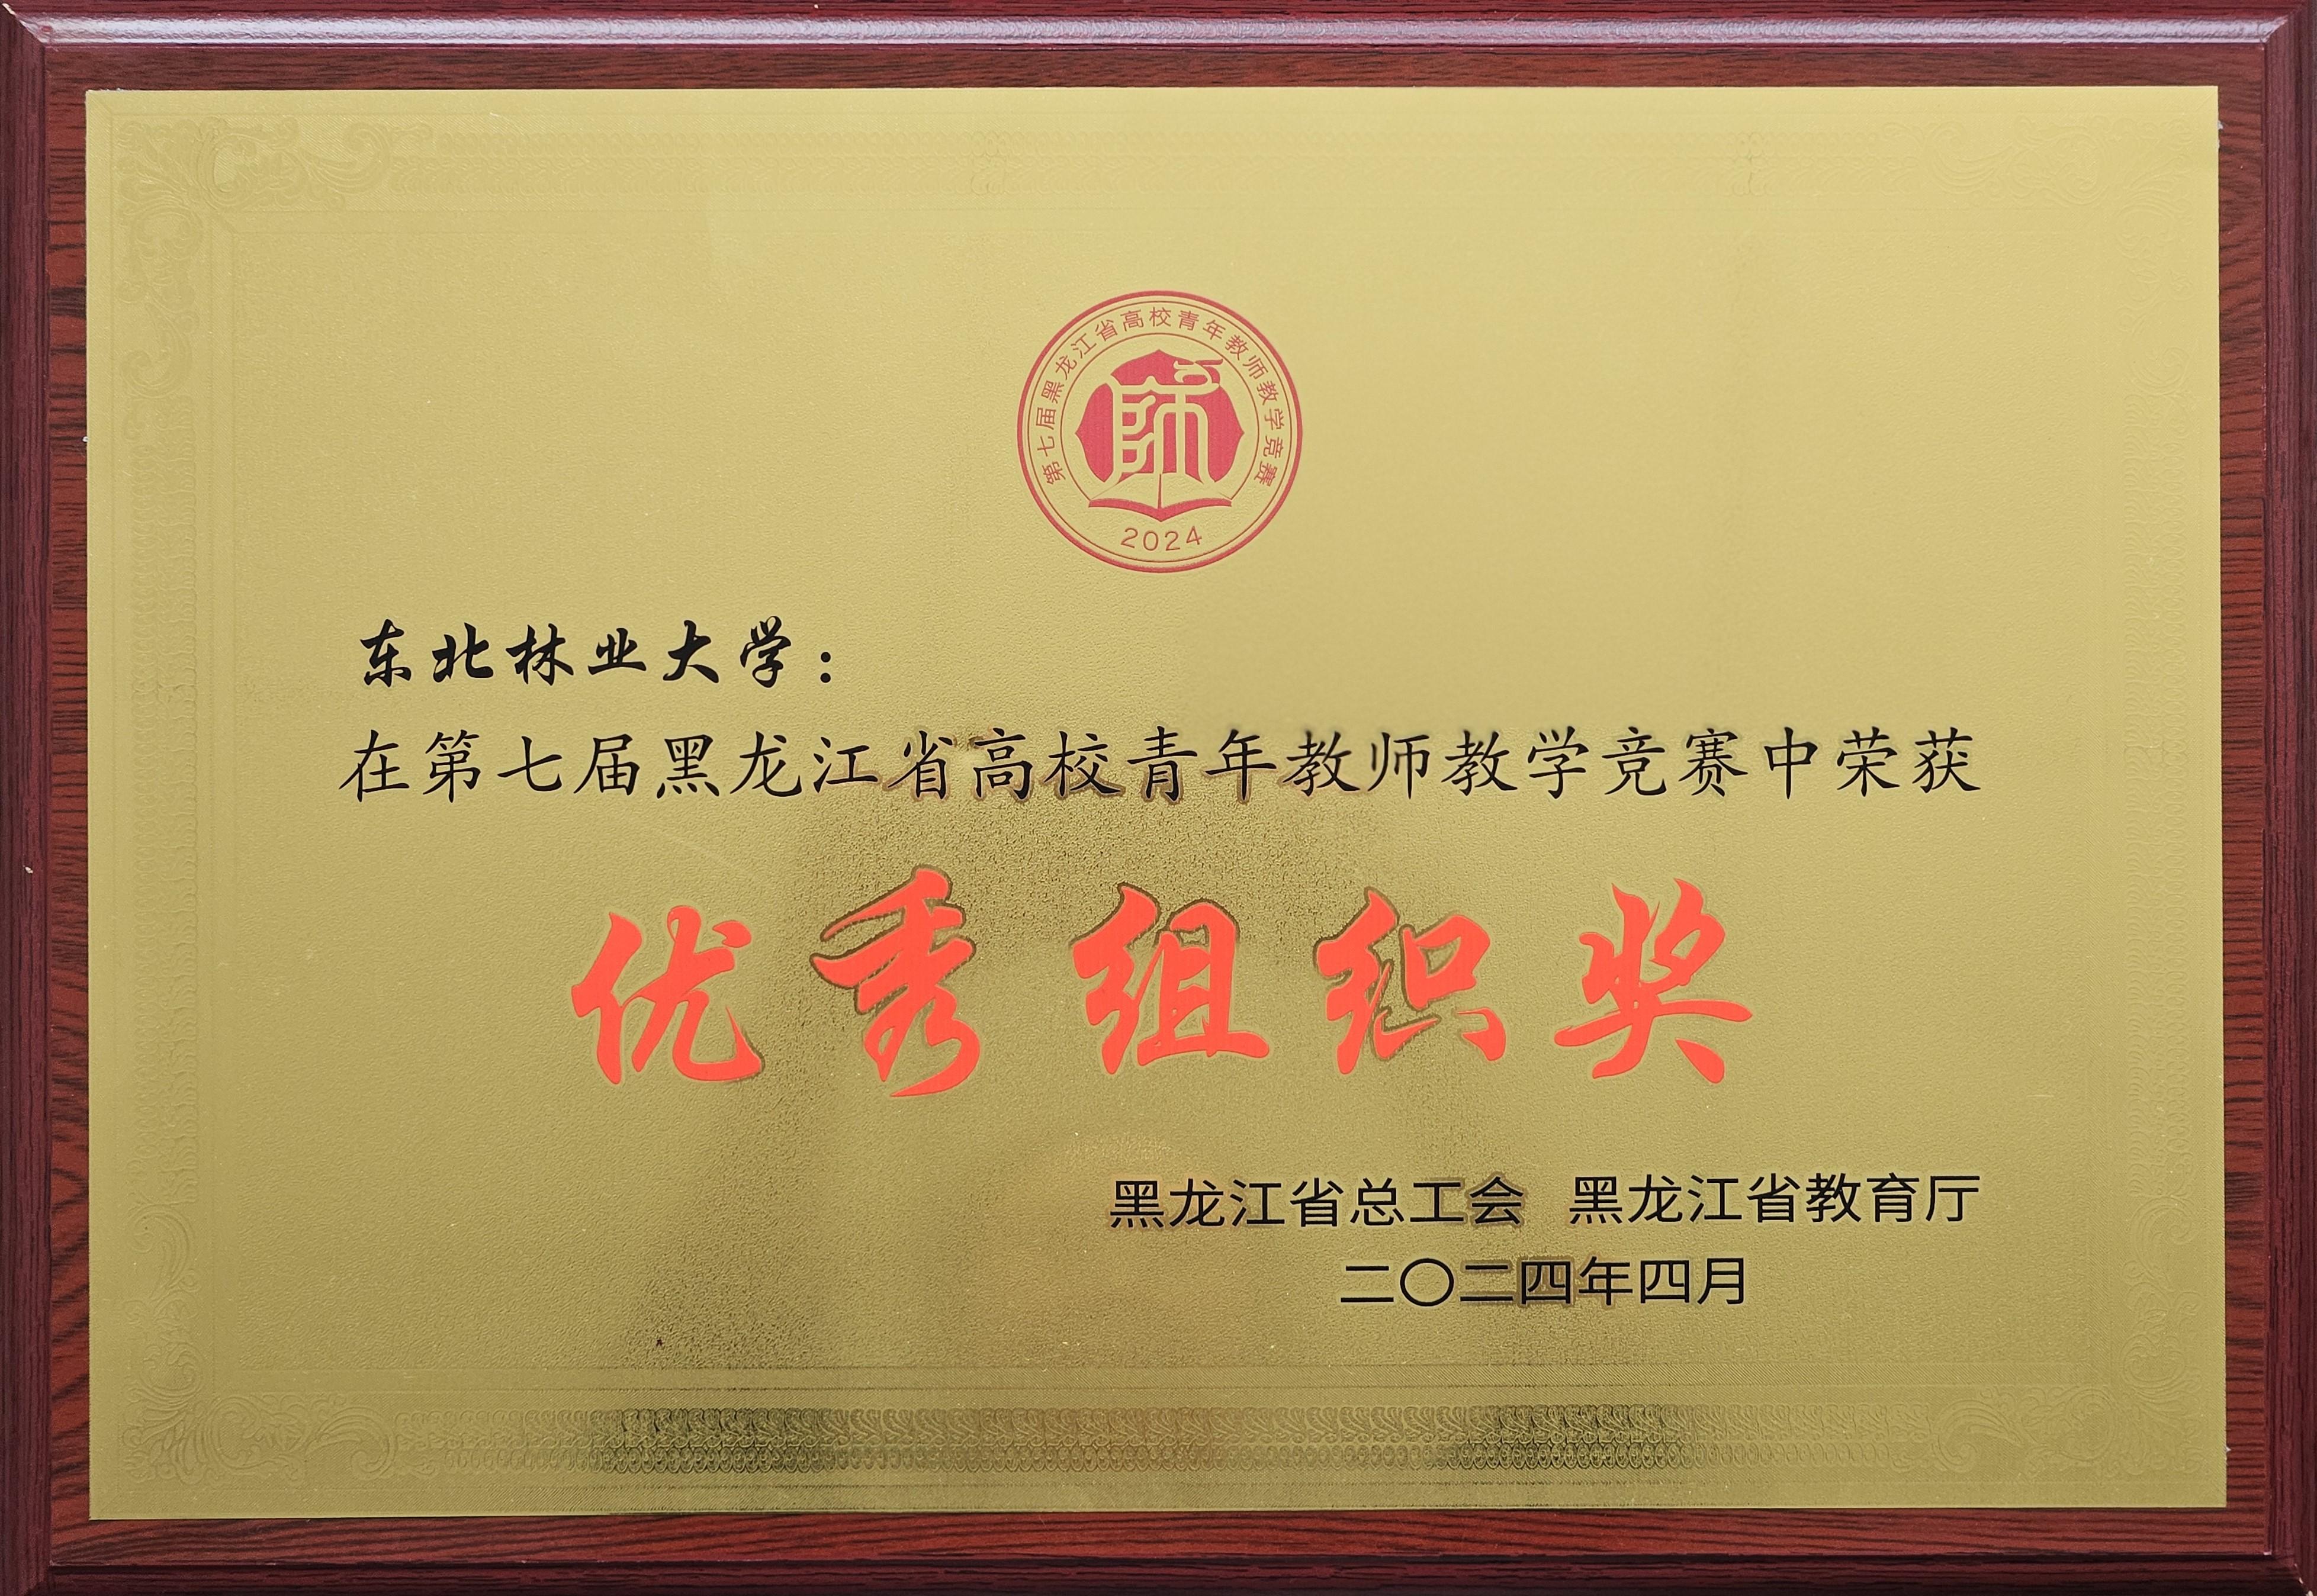 第七届黑龙江省高校青年教师教学竞赛
師
2024
东北林业大学：
在第七届黑龙江省高校青年教师教学竞赛中荣获
优秀组织奖
黑龙江省总工会 黑龙江省教育厅
二〇二四年四月